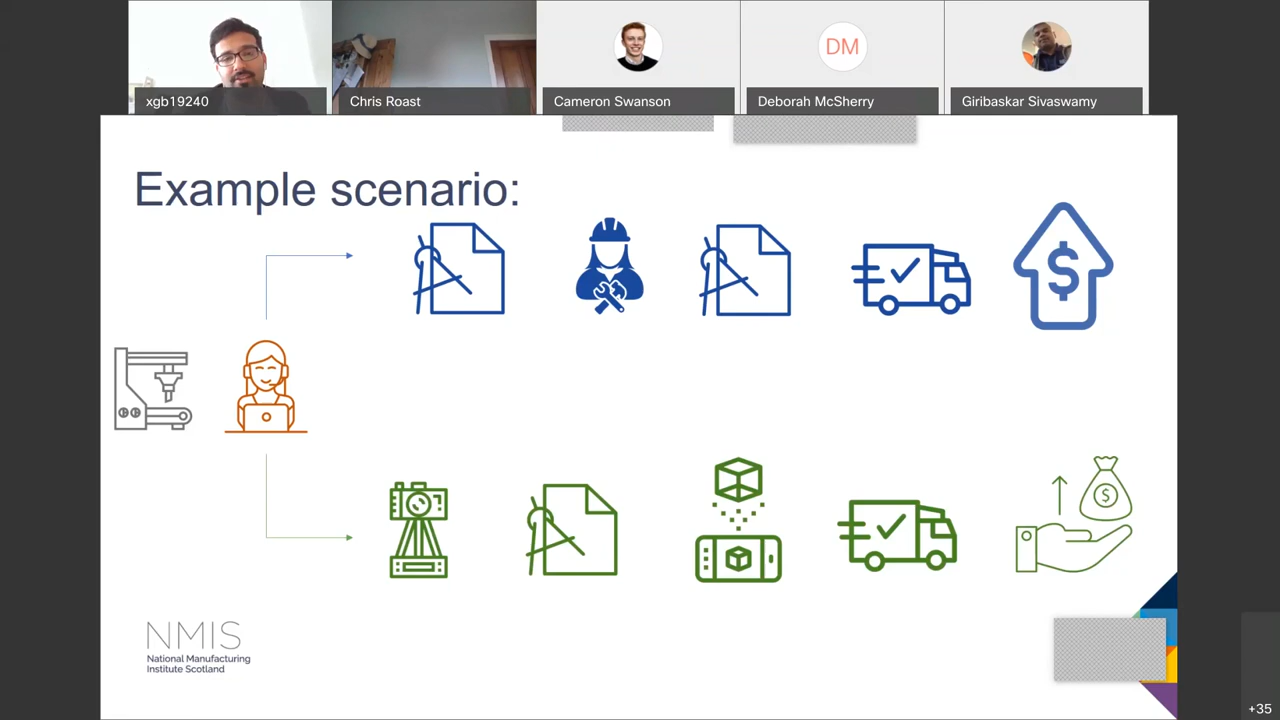 xgb19240
Chris Roast
Cameron Swanson
DM
Deborah McSherry
Giribaskar Sivaswamy
Example scenario:
$
$
NMIS
National Manufacturing
Institute Scotland
+35